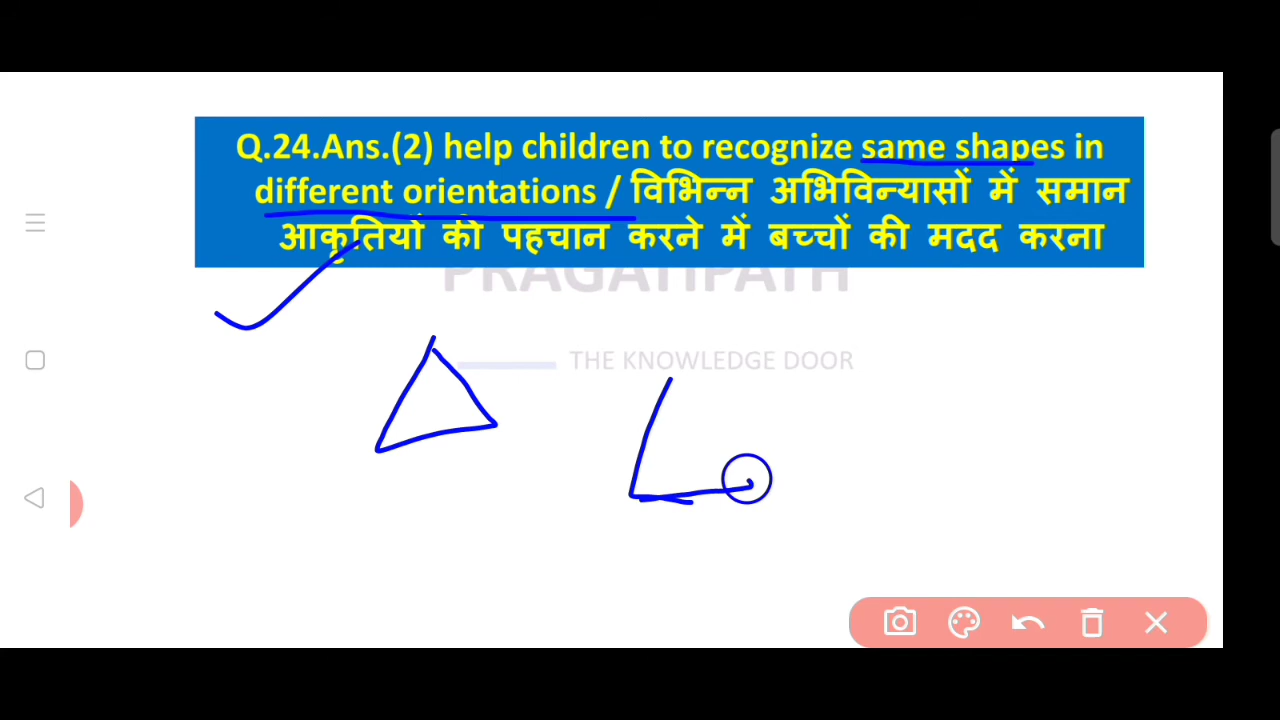 Q.24.Ans.(2) help children to recognize same shapes in
different orientations / विभिन्न अभिविन्यासों में समान
आकृतियों की पहचान करने में बच्चों की मदद करना
PRAGATIPATH
THE KNOWLEDGE DOOR